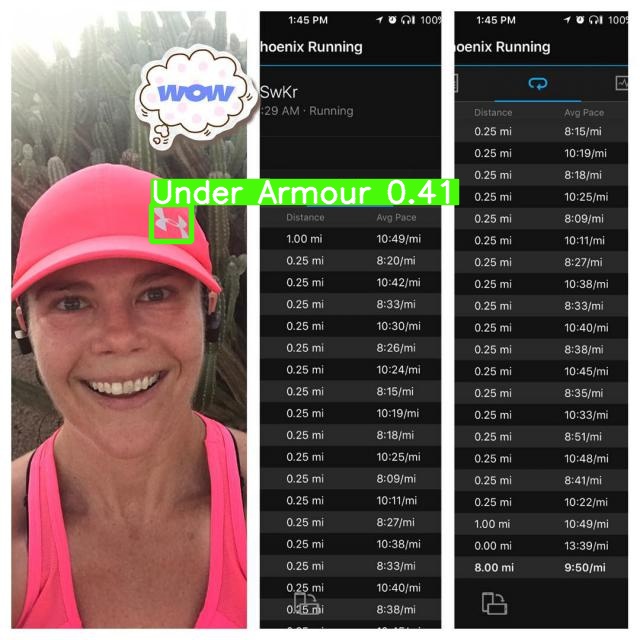 WOW
Under Armour 0.41
1:45 PM 100%
hoenix Running
SwKr
:29 AM · Running
Distance Avg Pace
1.00 mi 10:49/mi
0.25 mi 8:20/mi
0.25 mi 10:42/mi
0.25 mi 8:33/mi
0.25 mi 10:30/mi
0.25 mi 8:26/mi
0.25 mi 10:24/mi
0.25 mi 8:15/mi
0.25 mi 10:19/mi
0.25 mi 8:18/mi
0.25 mi 10:25/mi
0.25 mi 8:09/mi
0.25 mi 10:11/mi
0.25 mi 8:27/mi
0.25 mi 10:38/mi
0.25 mi 8:33/mi
0.25 mi 10:40/mi
0.25 mi 8:38/mi
1:45 PM 100%
oenix Running
Distance Avg Pace
0.25 mi 8:15/mi
0.25 mi 10:19/mi
0.25 mi 8:18/mi
0.25 mi 10:25/mi
0.25 mi 8:09/mi
0.25 mi 10:11/mi
0.25 mi 8:27/mi
0.25 mi 10:38/mi
0.25 mi 8:33/mi
0.25 mi 10:40/mi
0.25 mi 8:38/mi
0.25 mi 10:45/mi
0.25 mi 8:35/mi
0.25 mi 10:33/mi
0.25 mi 8:51/mi
0.25 mi 10:48/mi
0.25 mi 8:41/mi
0.25 mi 10:22/mi
1.00 mi 10:49/mi
0.00 mi 13:39/mi
8.00 mi 9:50/mi